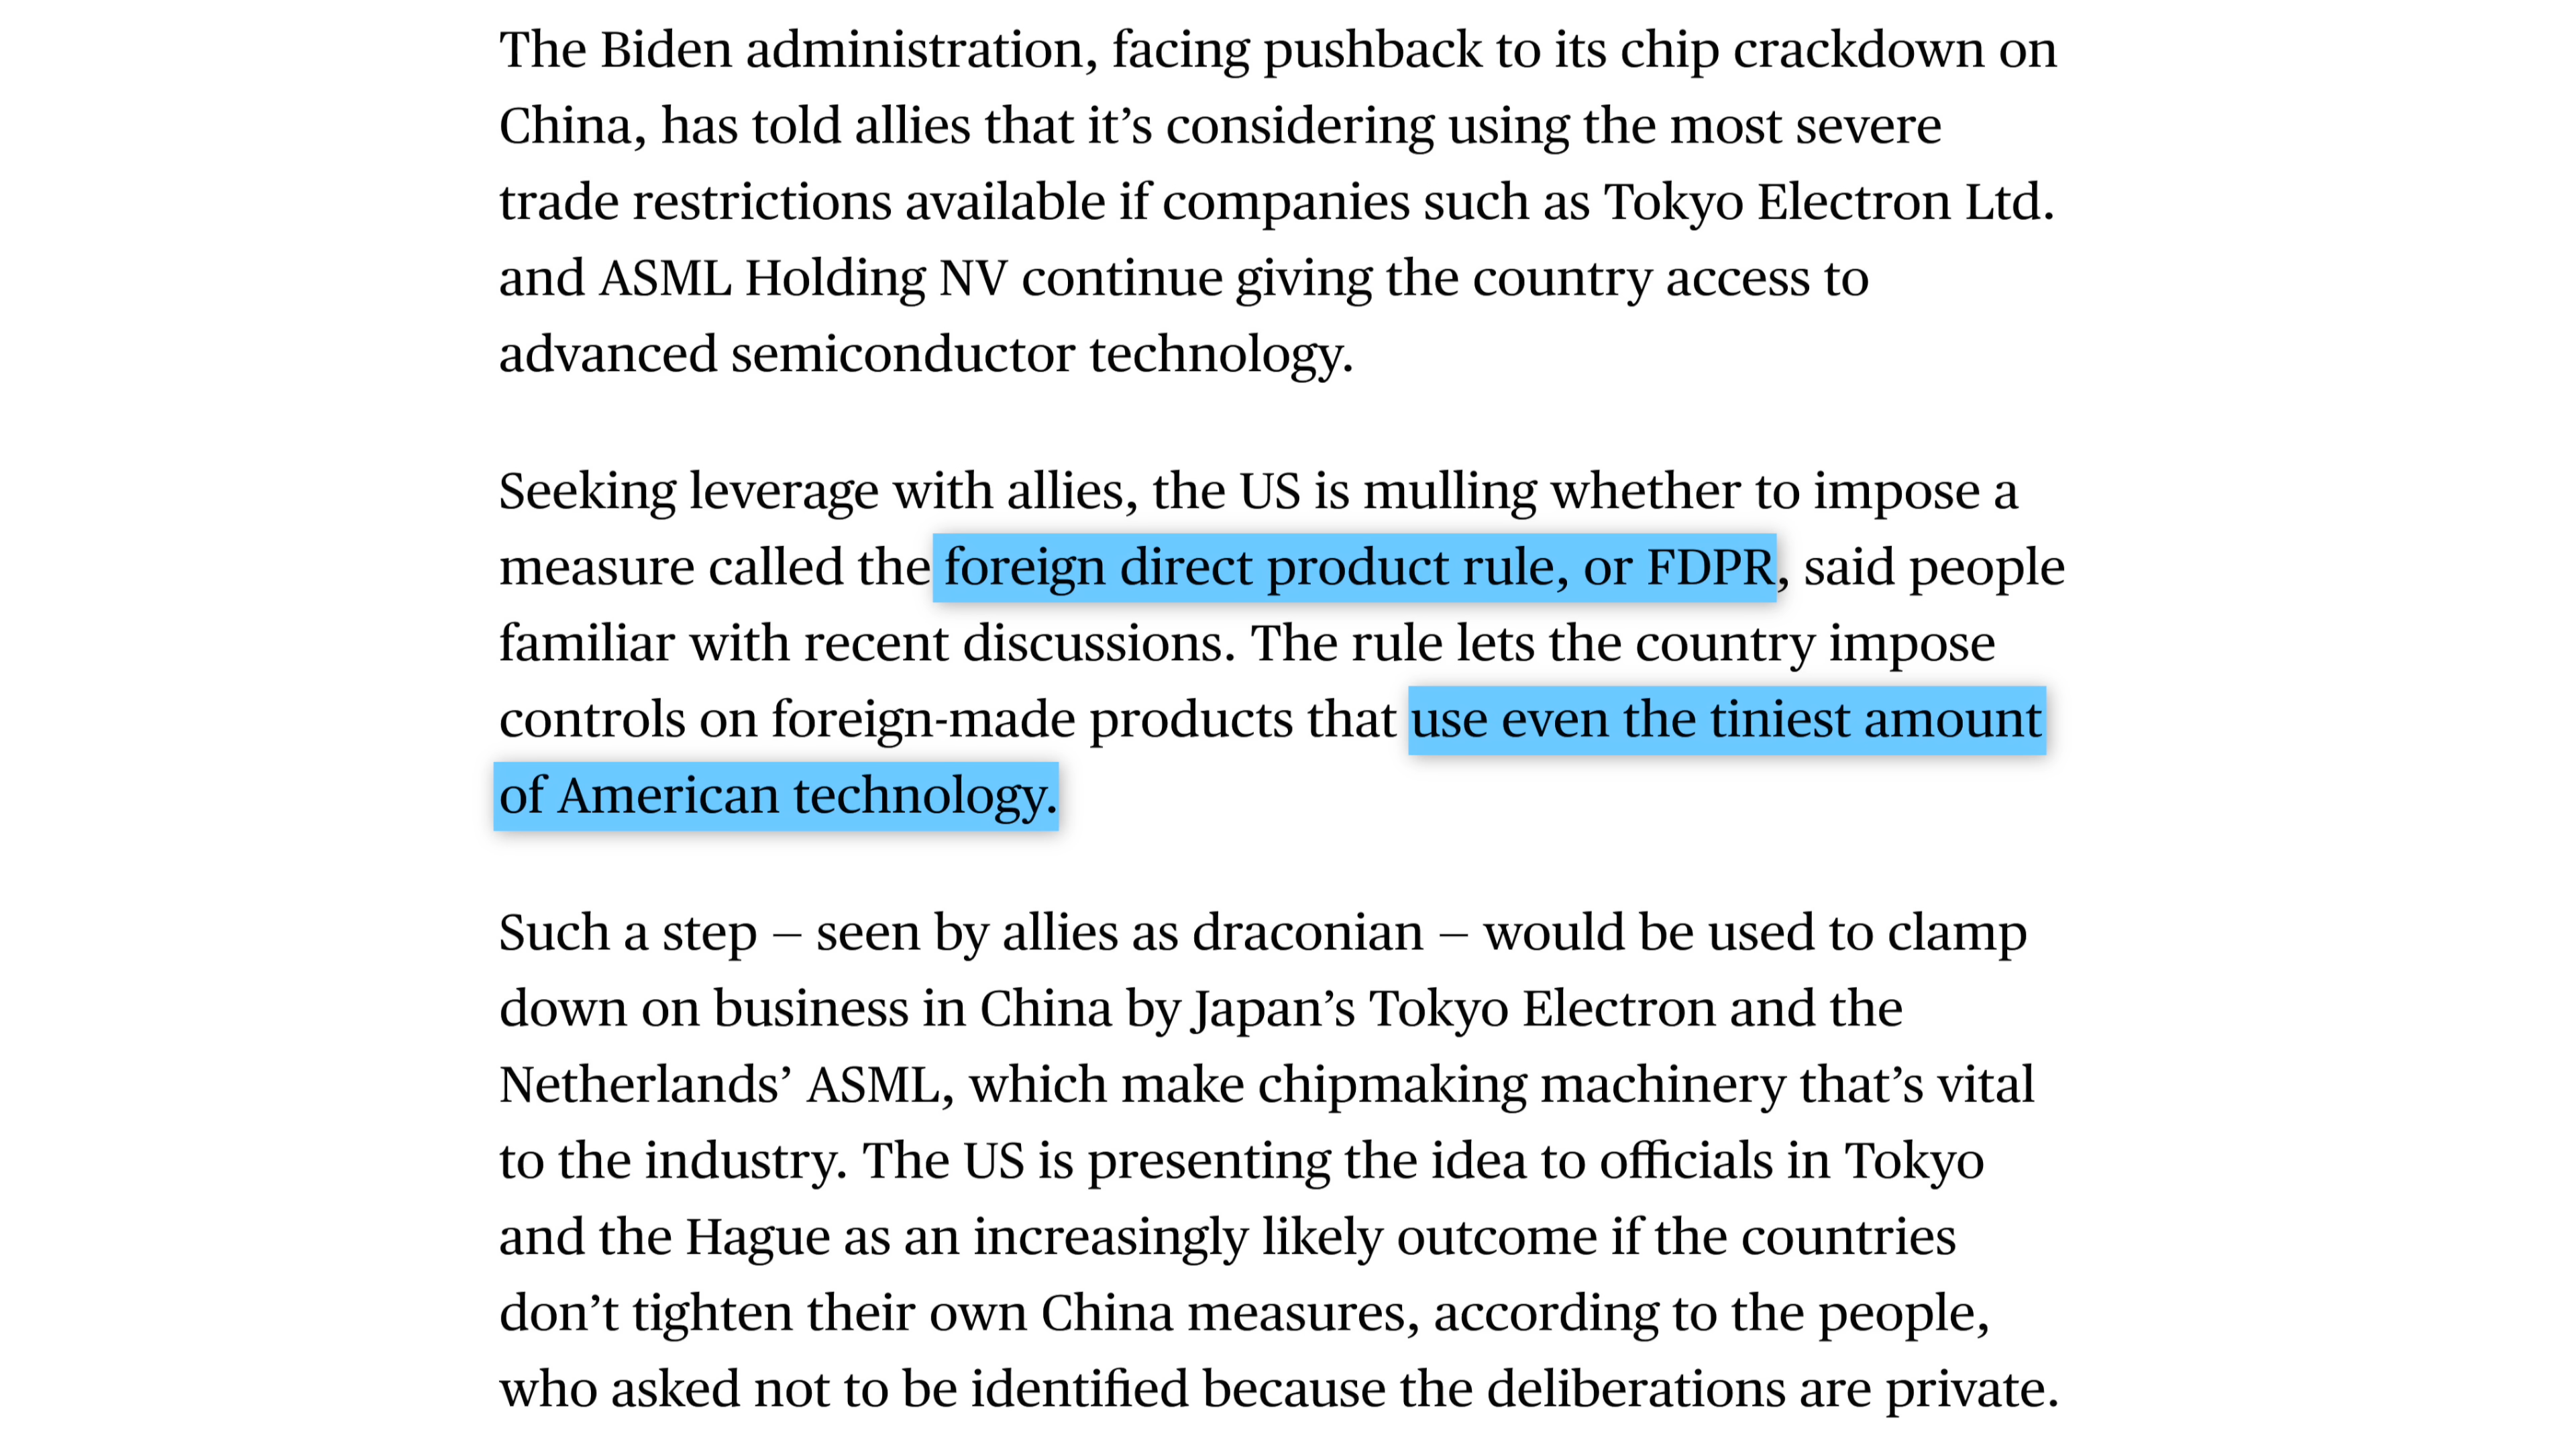 The Biden administration, facing pushback to its chip crackdown on
China, has told allies that it’s considering using the most severe
trade restrictions available if companies such as Tokyo Electron Ltd.
and ASML Holding NV continue giving the country access to
advanced semiconductor technology.
Seeking leverage with allies, the US is mulling whether to impose a
measure called the foreign direct product rule, or FDPR, said people
familiar with recent discussions. The rule lets the country impose
controls on foreign-made products that use even the tiniest amount
of American technology.
Such a step – seen by allies as draconian – would be used to clamp
down on business in China by Japan’s Tokyo Electron and the
Netherlands’ ASML, which make chipmaking machinery that’s vital
to the industry. The US is presenting the idea to officials in Tokyo
and the Hague as an increasingly likely outcome if the countries
don’t tighten their own China measures, according to the people,
who asked not to be identified because the deliberations are private.